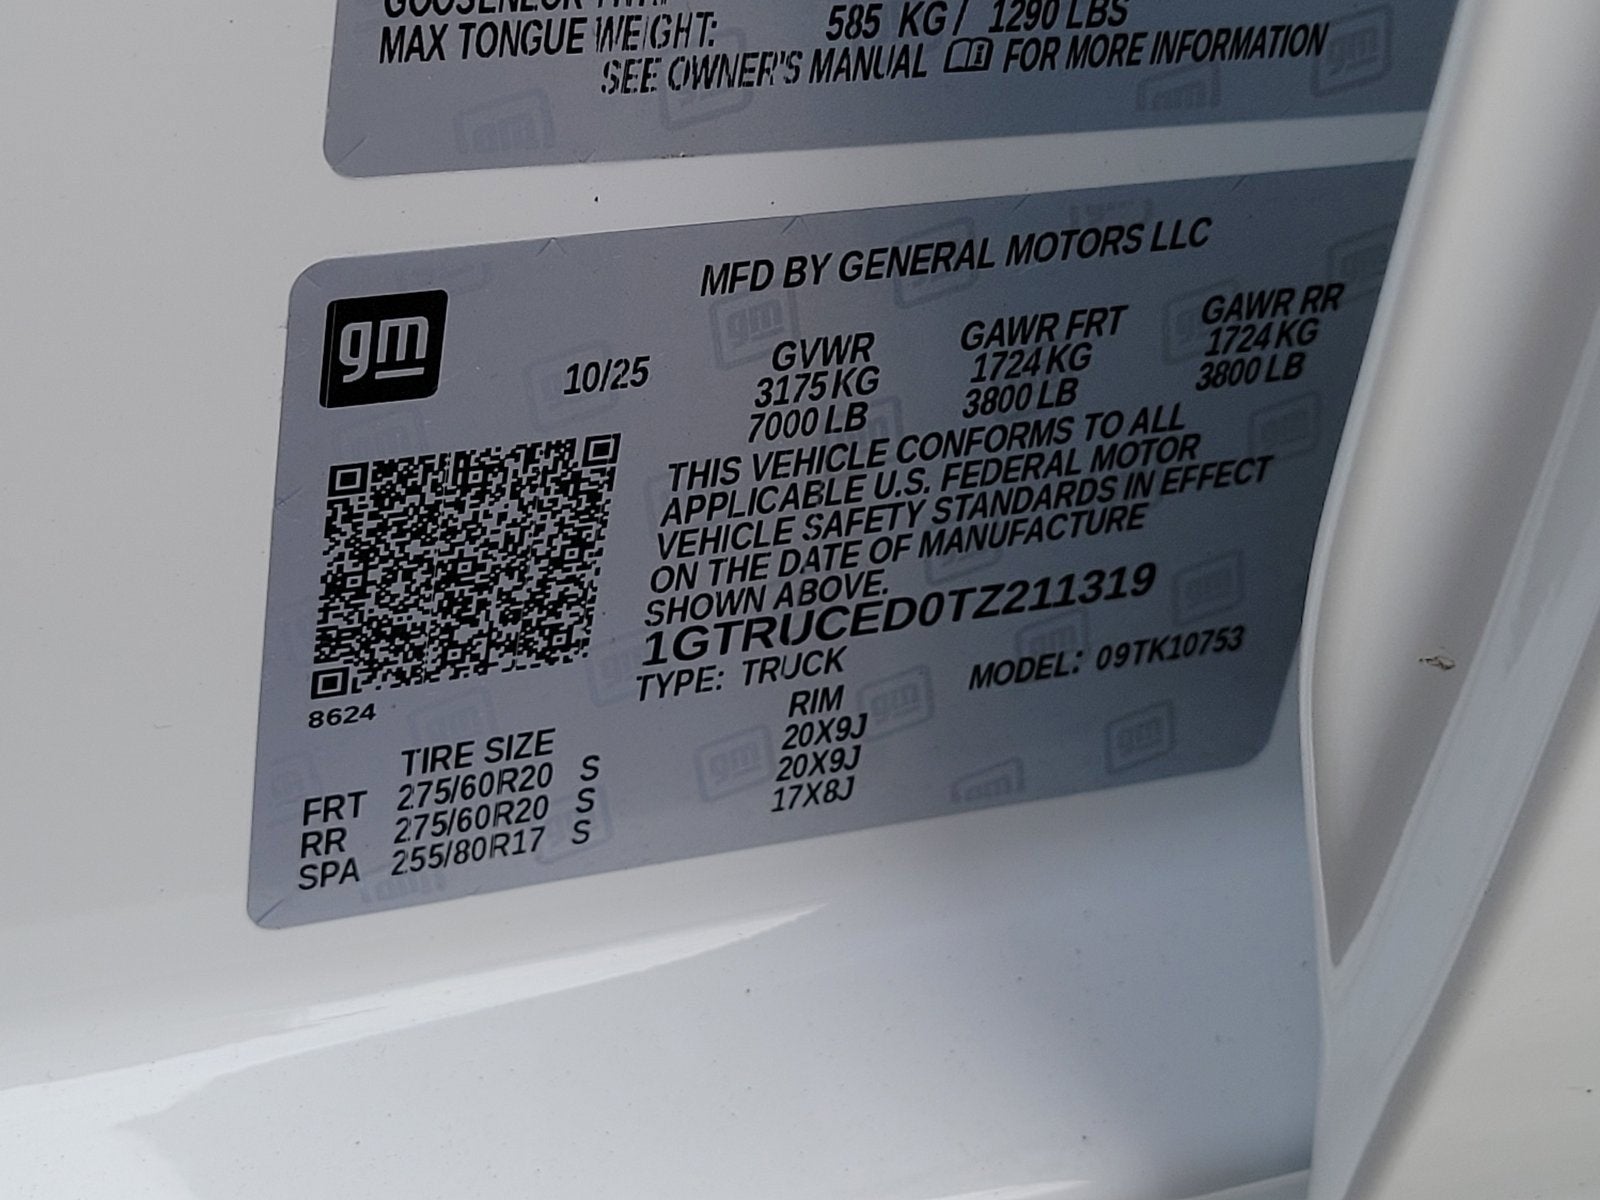 MAX TONGUE WEIGHT: 585 KG / 1290 LBS
SEE OWNER'S MANUAL FOR MORE INFORMATION
MFD BY GENERAL MOTORS LLC
gm
10/25
GVWR GAWR FRT GAWR RR
3175 KG 1724 KG 1724 KG
7000 LB 3800 LB 3800 LB
THIS VEHICLE CONFORMS TO ALL
APPLICABLE U.S. FEDERAL MOTOR
VEHICLE SAFETY STANDARDS IN EFFECT
ON THE DATE OF MANUFACTURE
SHOWN ABOVE.
1GTRUCED0TZ211319
TYPE: TRUCK MODEL: 09TK10753
8624
TIRE SIZE RIM
FRT 275/60R20 S 20X9J
RR 275/60R20 S 20X9J
SPA 255/80R17 S 17X8J